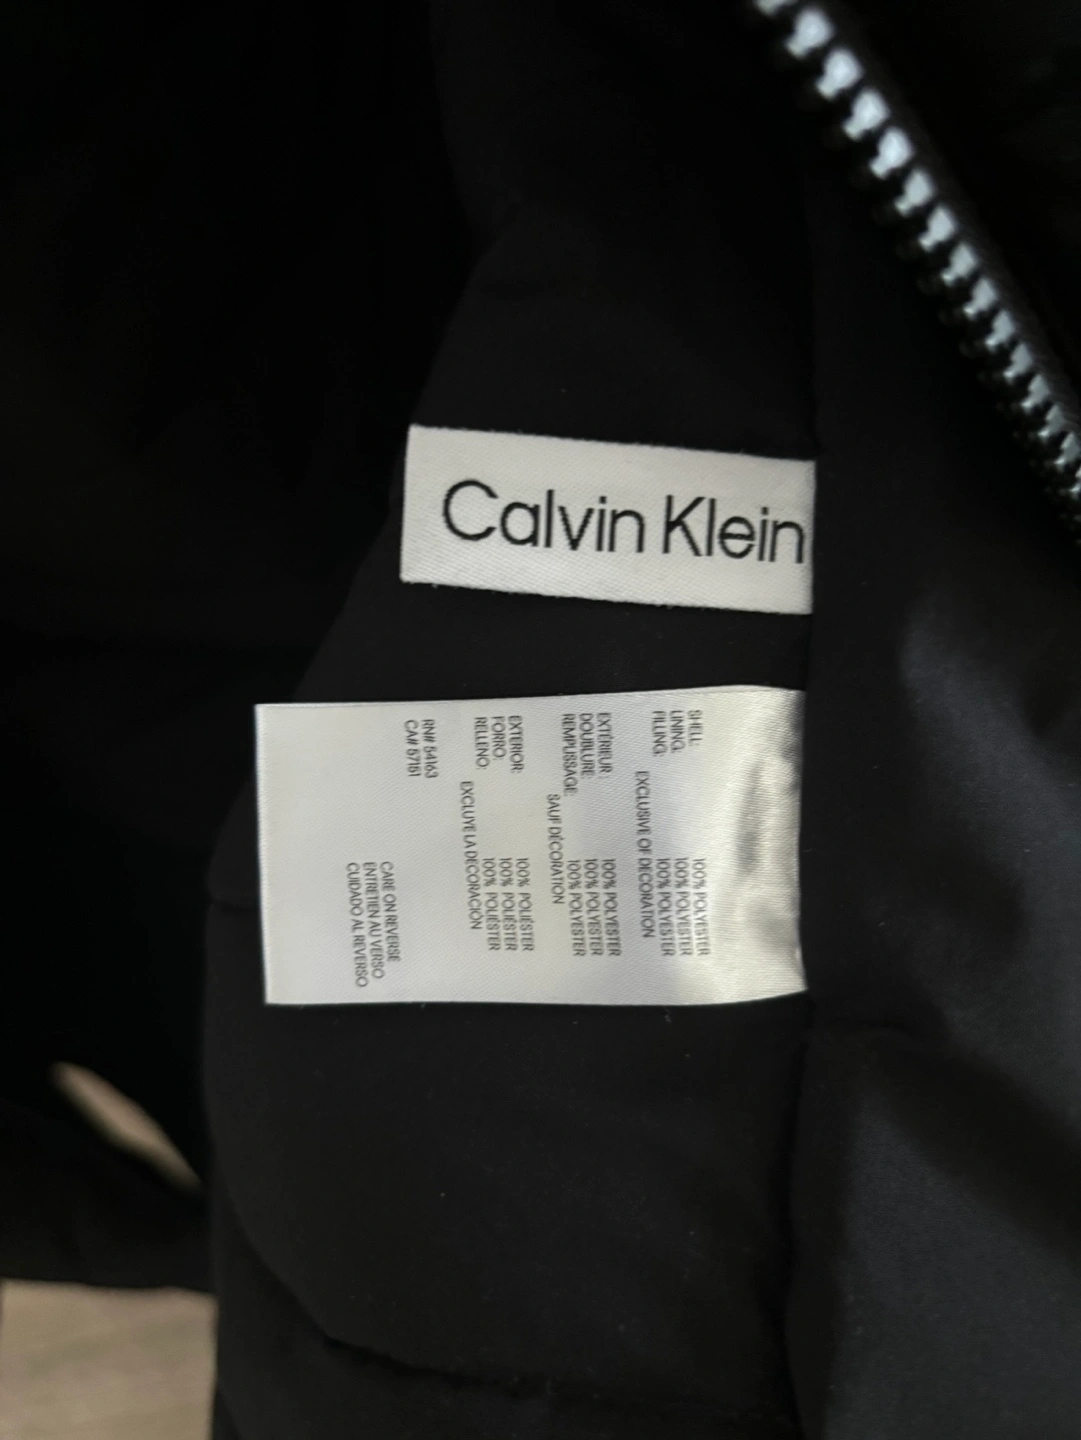 Calvin Klein
SHELL: 100% POLYESTER
LINING: 100% POLYESTER
FILLING: 100% POLYESTER
EXCLUSIVE OF DECORATION
EXTÉRIEUR : 100% POLYESTER
DOUBLURE: 100% POLYESTER
REMPLISSAGE: 100% POLYESTER
SAUF DÉCORATION
EXTERIOR: 100% POLIÉSTER
FORRO: 100% POLIÉSTER
RELLENO: 100% POLIÉSTER
EXCLUYE LA DECORACIÓN
RN# 54163
CA# 57151
CARE ON REVERSE
ENTRETIEN AU VERSO
CUIDADO AL REVERSO